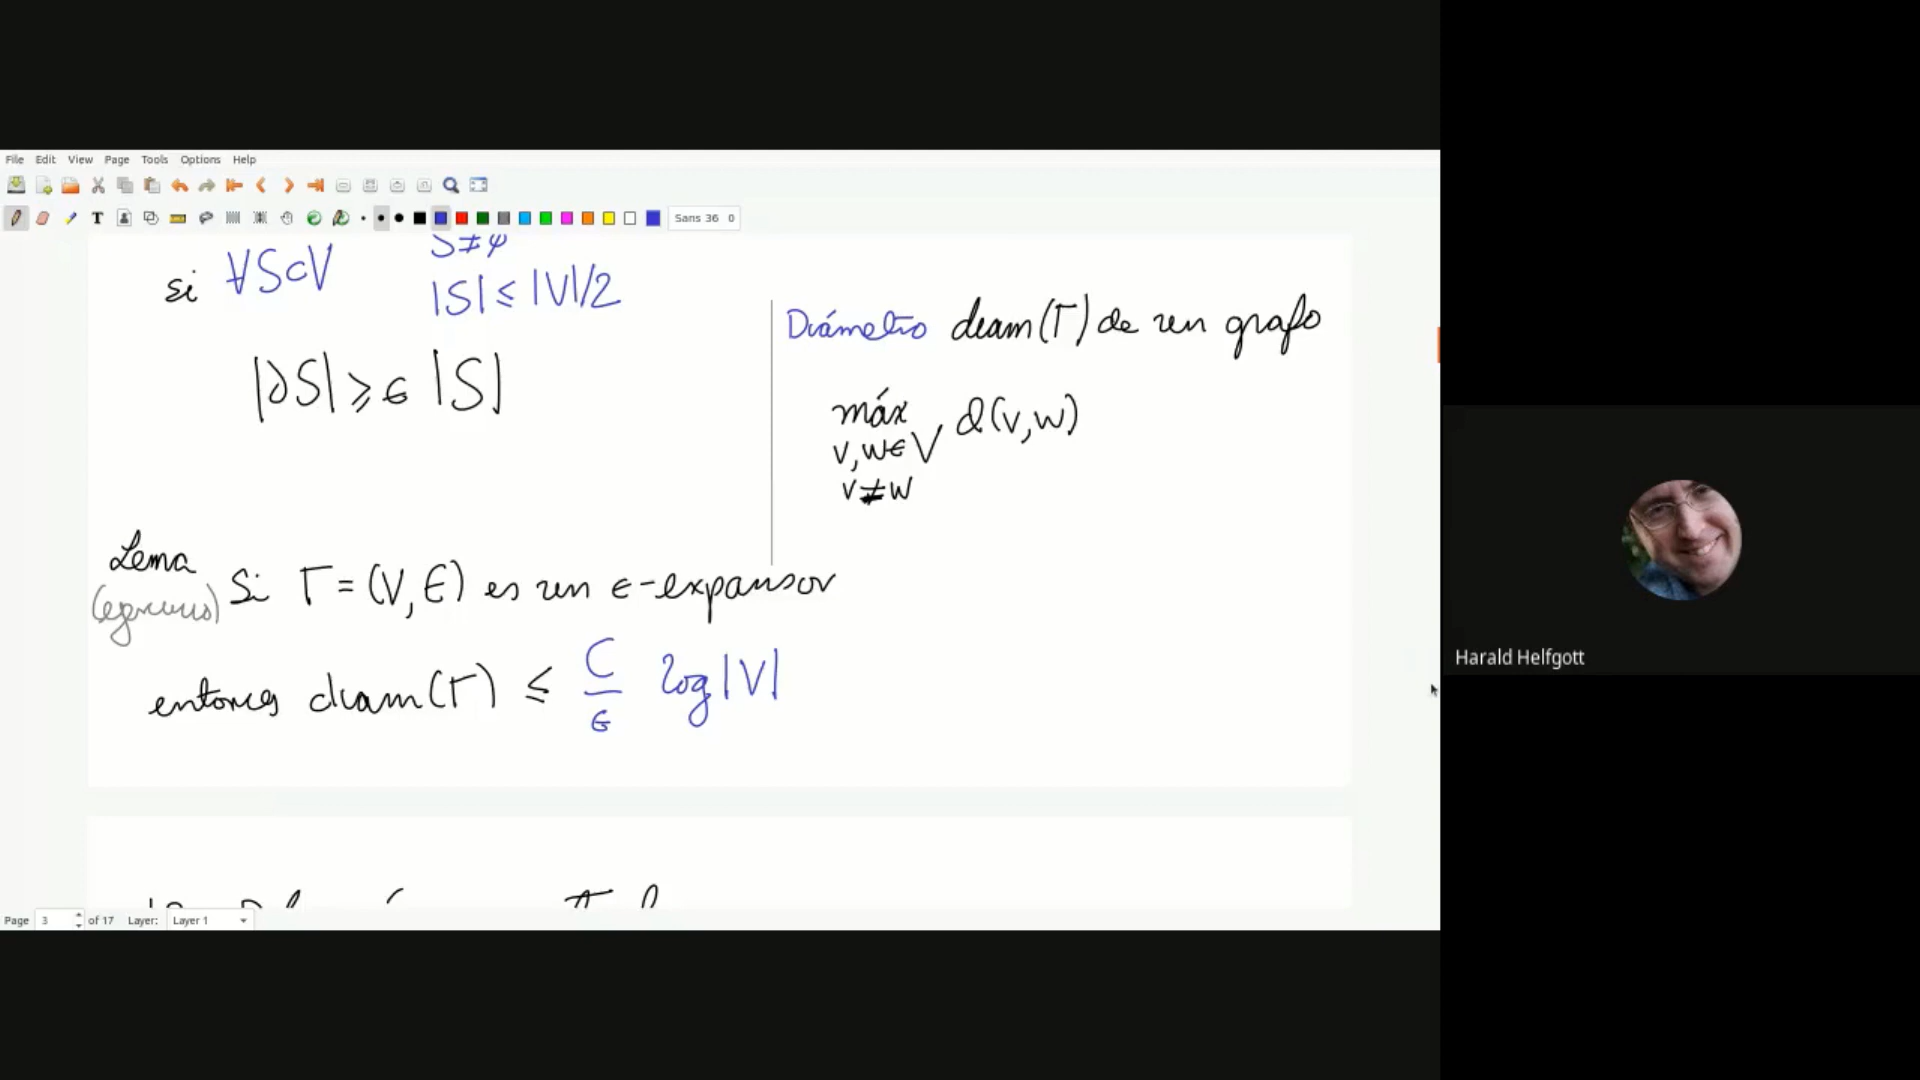 File Edit View Page Tools Options Help
Sans 36 0
S≠φ
si ∀S⊂V |S| ≤ |V|/2
|∂S| ≥ ϵ |S|
Diámetro diam(Γ) de un grafo
máx d(v,w)
v,w∈V
v≠w
Lema
(ejercicio) Si Γ = (V,E) es un ϵ-expansor
entonces diam(Γ) ≤ C/ϵ log|V|
Page 3 of 17 Layer: Layer 1
Harald Helfgott